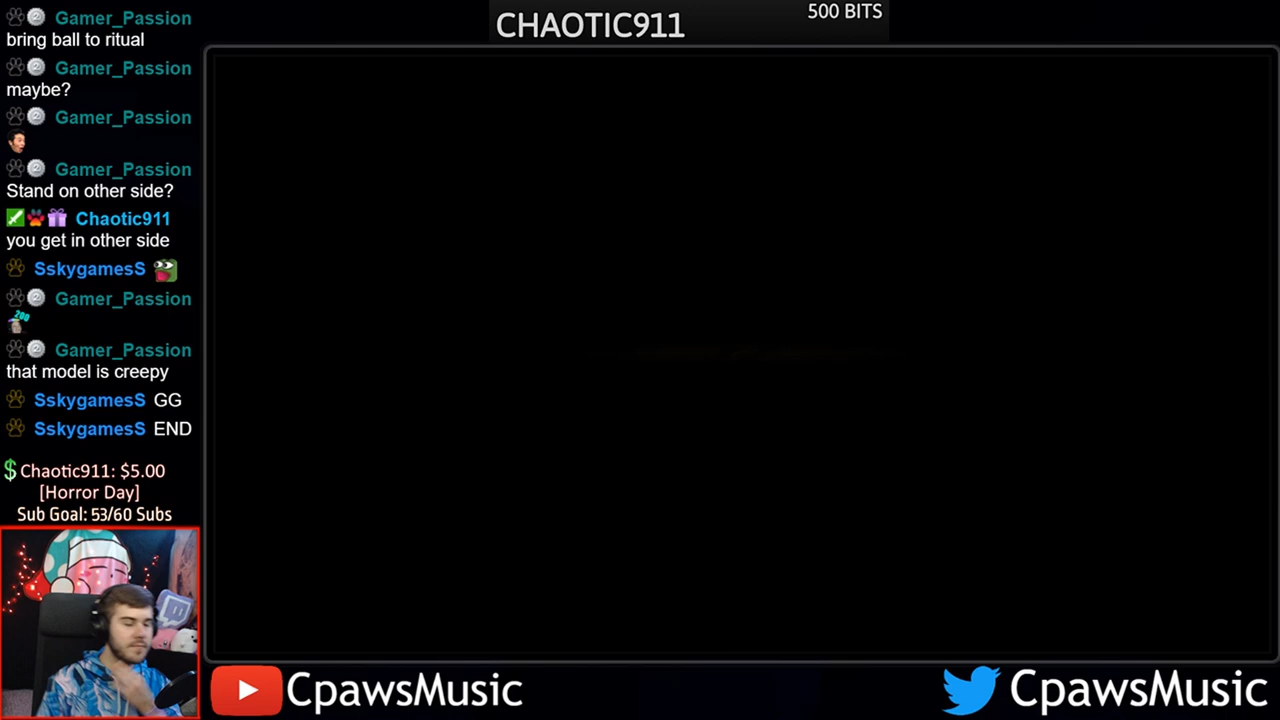 Gamer_Passion
bring ball to ritual
Gamer_Passion
maybe?
Gamer_Passion
Gamer_Passion
Stand on other side?
Chaotic911
you get in other side
SskygamesS
Gamer_Passion
200
Gamer_Passion
that model is creepy
SskygamesS GG
SskygamesS END
$ Chaotic911: $5.00
[Horror Day]
Sub Goal: 53/60 Subs
CHAOTIC911
500 BITS
CpawsMusic
CpawsMusic